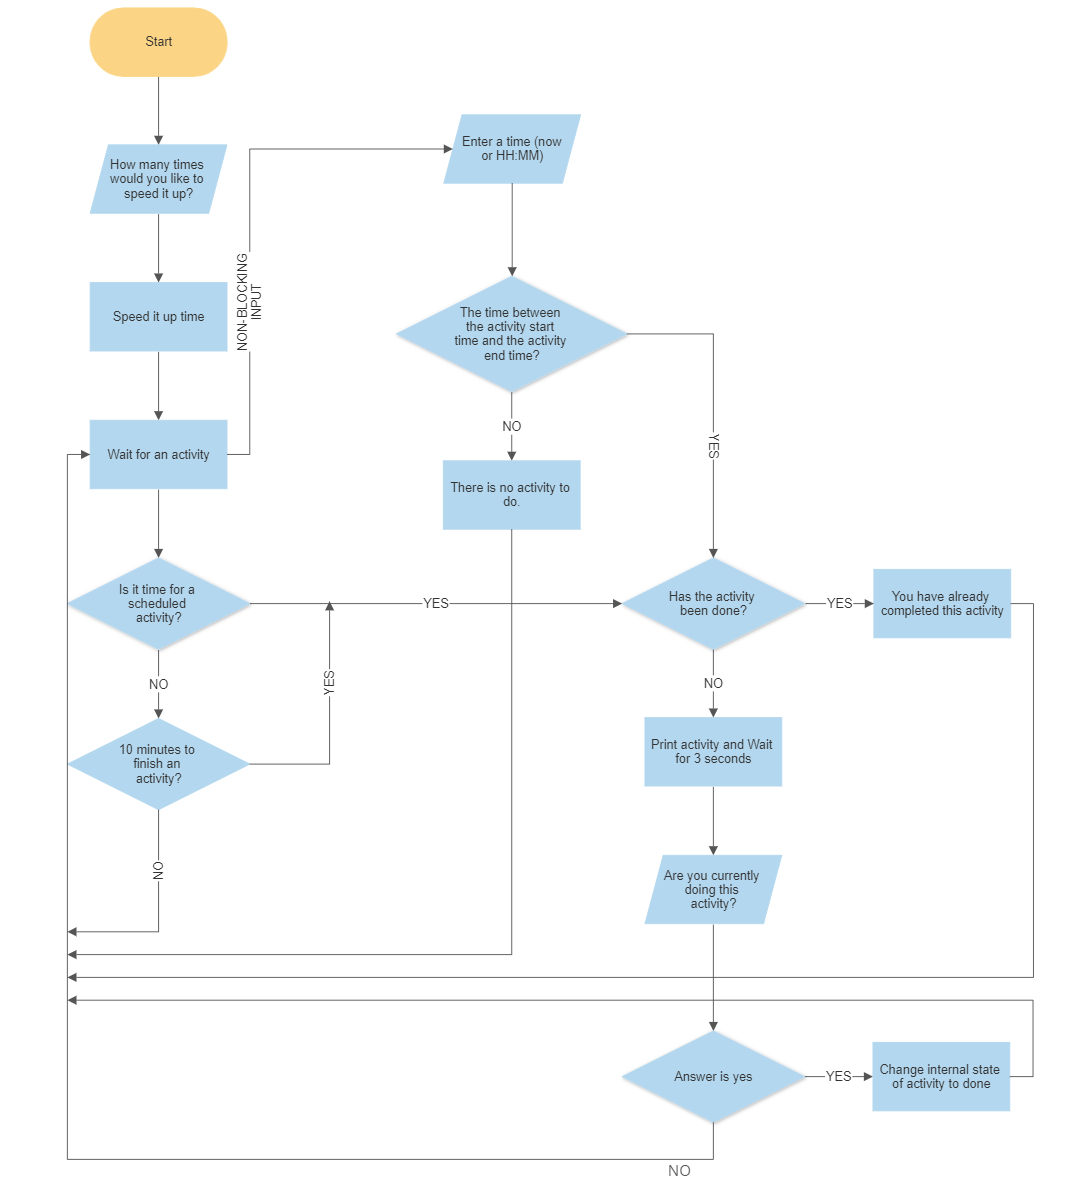 Start
How many times
would you like to
speed it up?
Speed it up time
NON-BLOCKING
INPUT
Wait for an activity
Enter a time (now
or HH:MM)
The time between
the activity start
time and the activity
end time?
NO
YES
There is no activity to
do.
Is it time for a
scheduled
activity?
YES
NO
10 minutes to
finish an
activity?
YES
NO
Has the activity
been done?
YES
You have already
completed this activity
NO
Print activity and Wait
for 3 seconds
Are you currently
doing this
activity?
Answer is yes
YES
Change internal state
of activity to done
NO